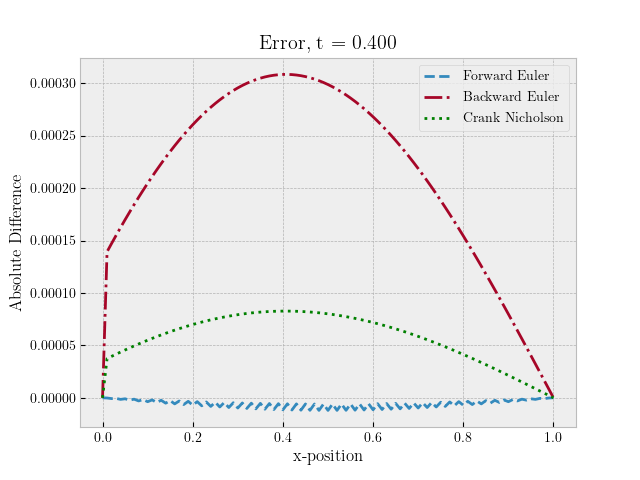 Error, t = 0.400
Forward Euler
Backward Euler
Crank Nicholson
Absolute Difference
0.00030
0.00025
0.00020
0.00015
0.00010
0.00005
0.00000
0.0 0.2 0.4 0.6 0.8 1.0
x-position